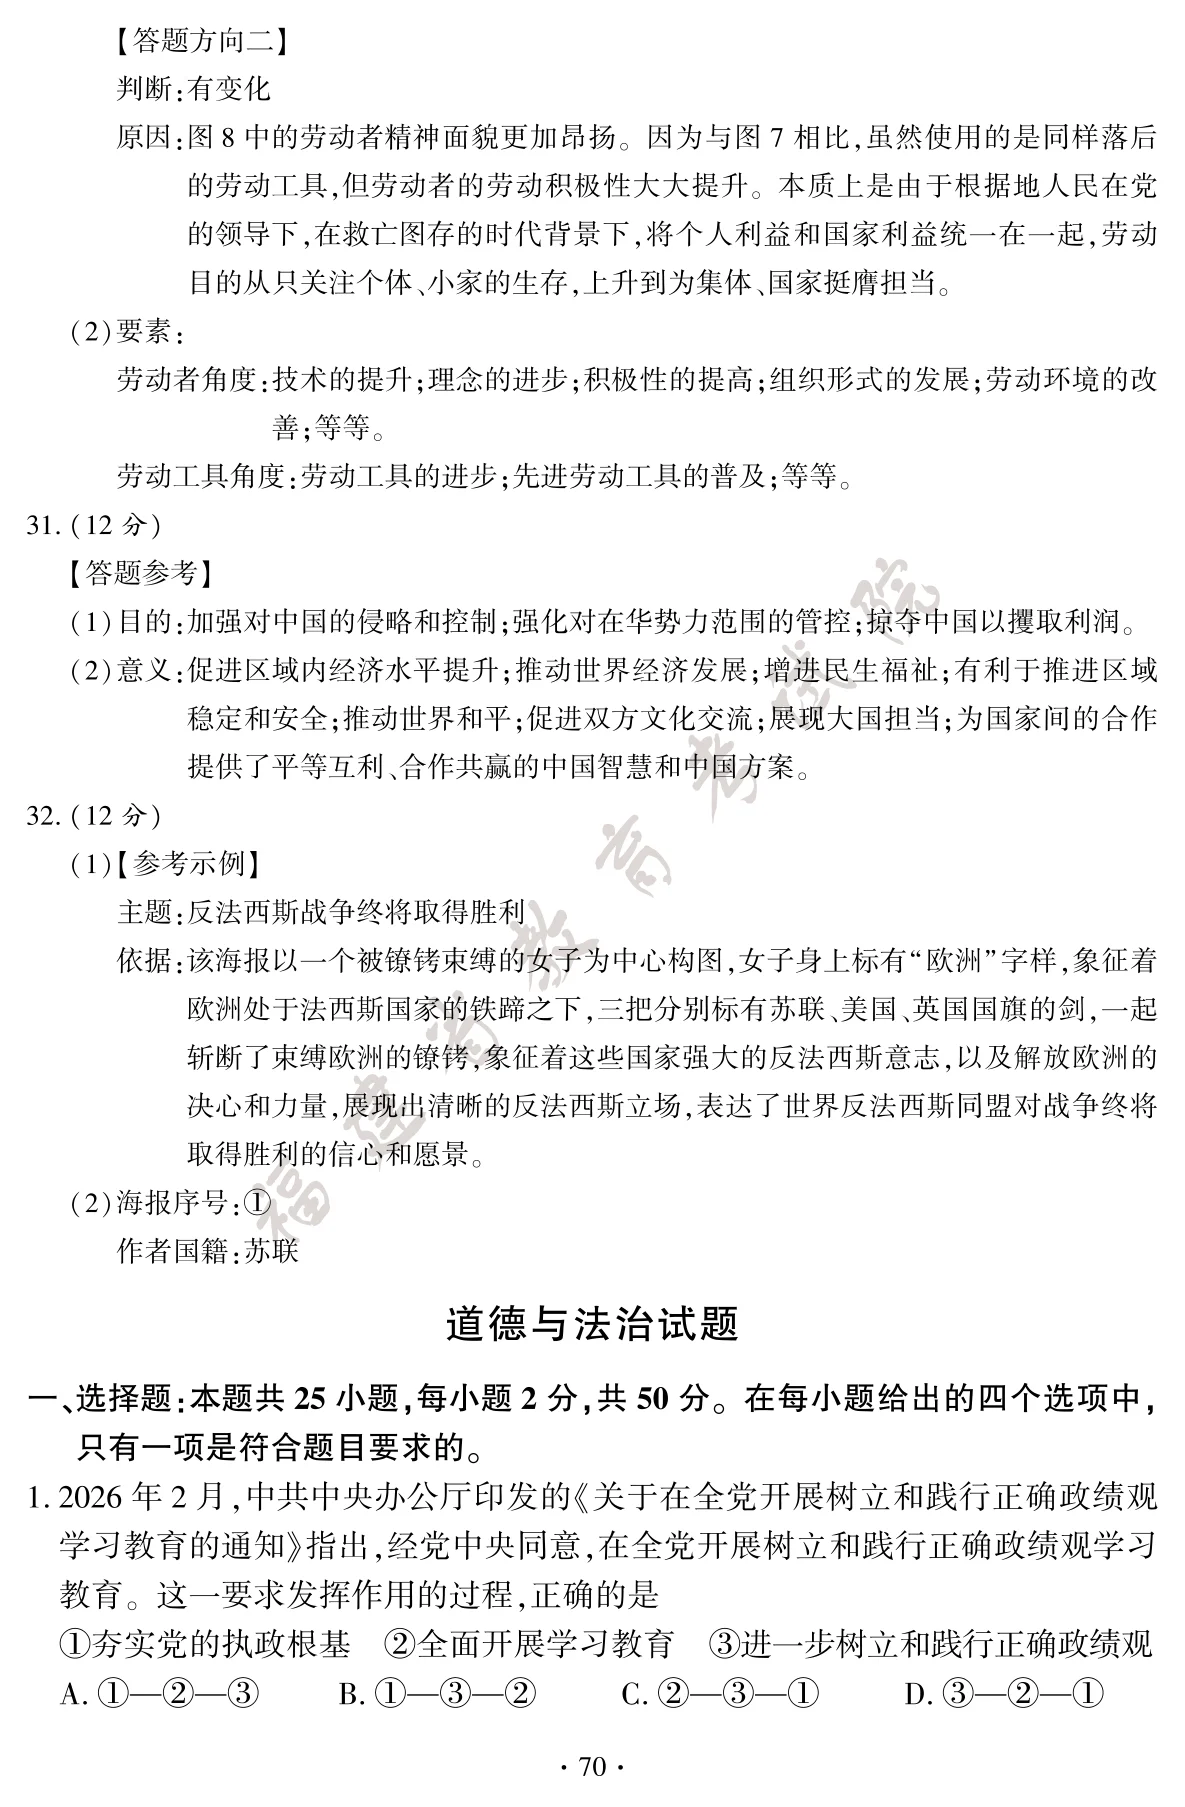 【答题方向二】
判断:有变化
原因:图 8 中的劳动者精神面貌更加昂扬。因为与图 7 相比,虽然使用的是同样落后
的劳动工具,但劳动者的劳动积极性大大提升。本质上是由于根据地人民在党
的领导下,在救亡图存的时代背景下,将个人利益和国家利益统一在一起,劳动
目的从只关注个体、小家的生存,上升到为集体、国家挺膺担当。
(2)要素:
劳动者角度:技术的提升;理念的进步;积极性的提高;组织形式的发展;劳动环境的改
善;等等。
劳动工具角度:劳动工具的进步;先进劳动工具的普及;等等。
31. (12 分)
【答题参考】
(1)目的:加强对中国的侵略和控制;强化对在华势力范围的管控;掠夺中国以攫取利润。
(2)意义:促进区域内经济水平提升;推动世界经济发展;增进民生福祉;有利于推进区域
稳定和安全;推动世界和平;促进双方文化交流;展现大国担当;为国家间的合作
提供了平等互利、合作共赢的中国智慧和中国方案。
32. (12 分)
(1)【参考示例】
主题:反法西斯战争终将取得胜利
依据:该海报以一个被镣铐束缚的女子为中心构图,女子身上标有“欧洲”字样,象征着
欧洲处于法西斯国家的铁蹄之下,三把分别标有苏联、美国、英国国旗的剑,一起
斩断了束缚欧洲的镣铐,象征着这些国家强大的反法西斯意志,以及解放欧洲的
决心和力量,展现出清晰的反法西斯立场,表达了世界反法西斯同盟对战争终将
取得胜利的信心和愿景。
(2)海报序号:①
作者国籍:苏联
福建省教育考试院
道德与法治试题
一、选择题:本题共 25 小题,每小题 2 分,共 50 分。在每小题给出的四个选项中,
只有一项是符合题目要求的。
1. 2026 年 2 月,中共中央办公厅印发的《关于在全党开展树立和践行正确政绩观
学习教育的通知》指出,经党中央同意,在全党开展树立和践行正确政绩观学习
教育。这一要求发挥作用的过程,正确的是
①夯实党的执政根基 ②全面开展学习教育 ③进一步树立和践行正确政绩观
A. ①—②—③ B. ①—③—② C. ②—③—① D. ③—②—①
· 70 ·